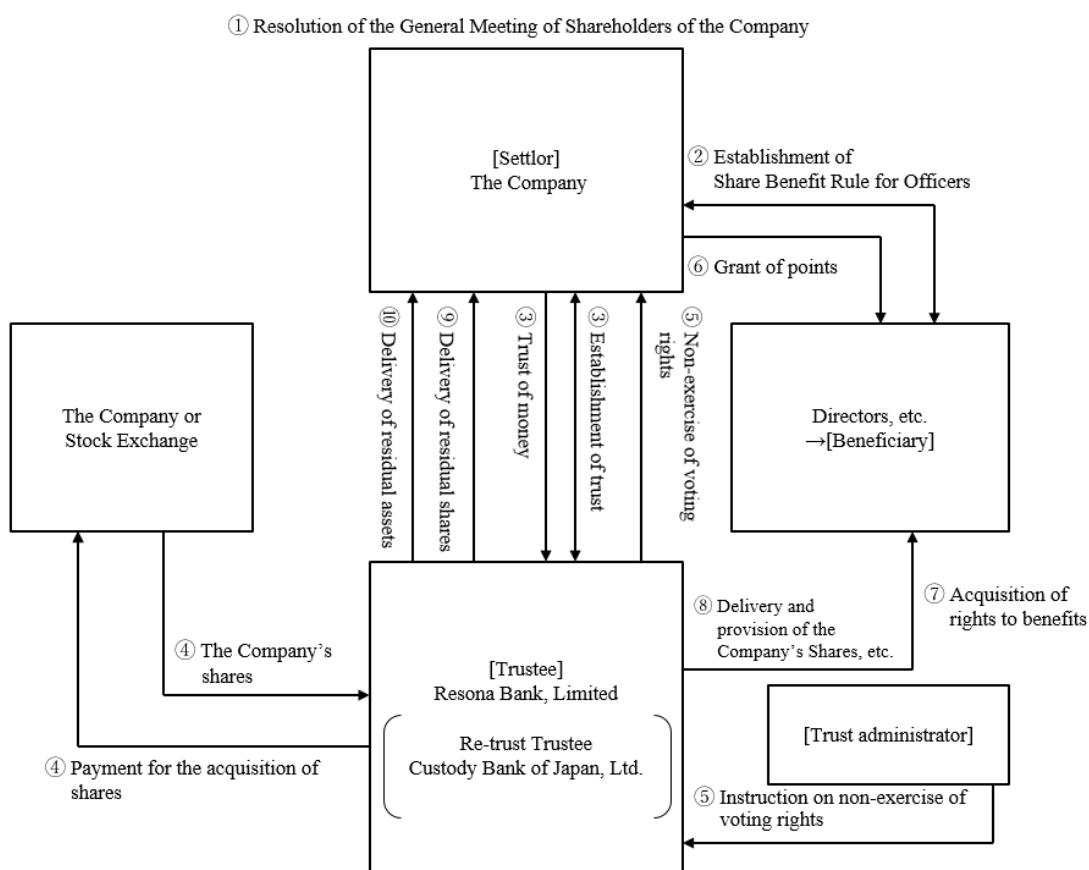 ① Resolution of the General Meeting of Shareholders of the Company
[Settlor]
The Company
② Establishment of
Share Benefit Rule for Officers
⑥ Grant of points
⑩ Delivery of residual assets
⑨ Delivery of residual shares
③ Trust of money
③ Establishment of trust
⑤ Non-exercise of voting
rights
The Company or
Stock Exchange
Directors, etc.
→[Beneficiary]
④ The Company’s
shares
④ Payment for the acquisition of
shares
[Trustee]
Resona Bank, Limited
Re-trust Trustee
Custody Bank of Japan, Ltd.
⑧ Delivery and
provision of the
Company’s Shares, etc.
⑦ Acquisition of
rights to benefits
[Trust administrator]
⑤ Instruction on non-exercise of
voting rights